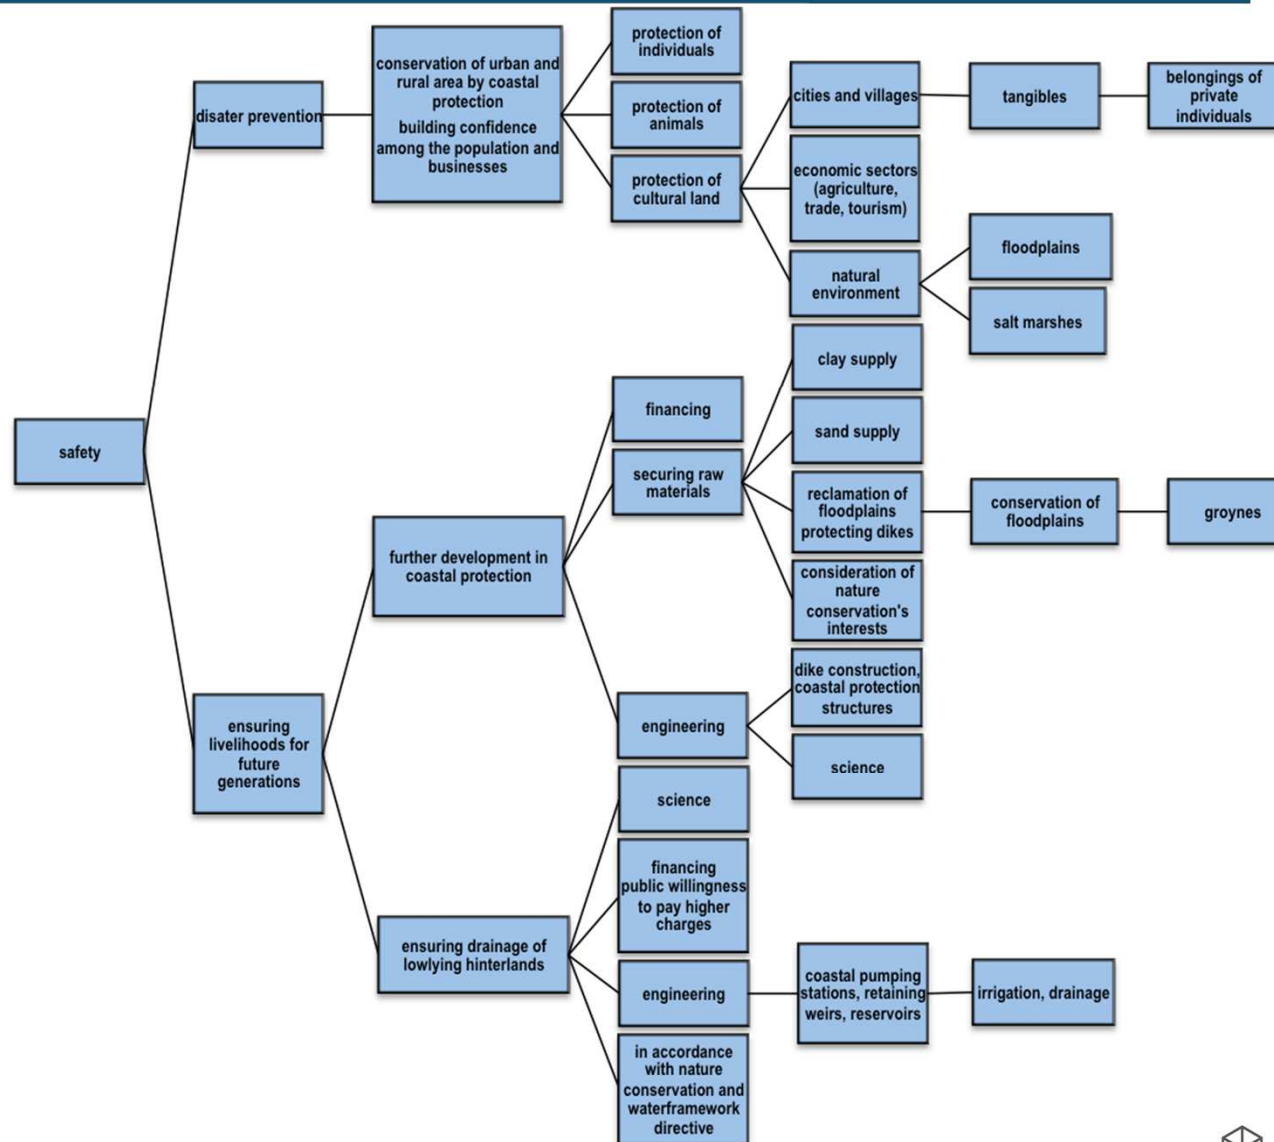 safety
disater prevention
conservation of urban and
rural area by coastal
protection
building confidence
among the population and
businesses
protection of
individuals
protection of
animals
protection of
cultural land
cities and villages
tangibles
belongings of
private
individuals
economic sectors
(agriculture,
trade, tourism)
natural
environment
floodplains
salt marshes
ensuring
livelihoods for
future
generations
further development in
coastal protection
financing
securing raw
materials
clay supply
sand supply
reclamation of
floodplains
protecting dikes
conservation of
floodplains
groynes
consideration of
nature
conservation's
interests
engineering
dike construction,
coastal protection
structures
science
ensuring drainage of
lowlying hinterlands
science
financing
public willingness
to pay higher
charges
engineering
coastal pumping
stations, retaining
weirs, reservoirs
irrigation, drainage
in accordance
with nature
conservation and
waterframework
directive